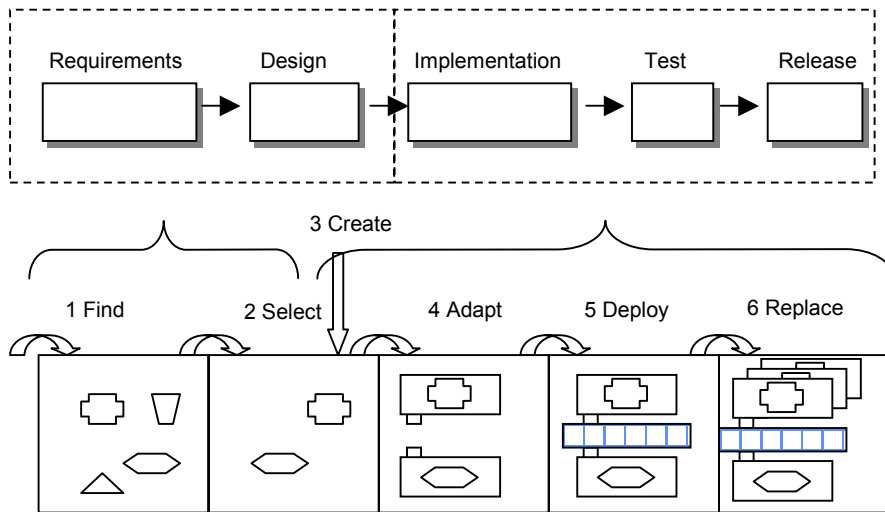 Requirements
Design
Implementation
Test
Release
3 Create
1 Find
2 Select
4 Adapt
5 Deploy
6 Replace